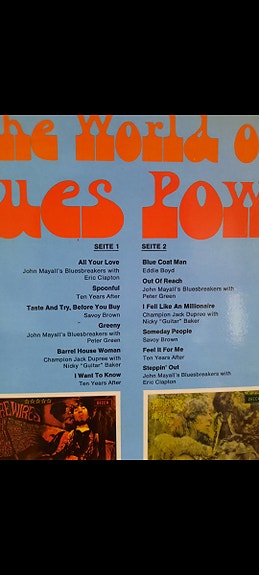 he World o
ues Pow
SEITE 1
All Your Love
John Mayall's Bluesbreakers with
Eric Clapton
Spoonful
Ten Years After
Taste And Try, Before You Buy
Savoy Brown
Greeny
John Mayall's Bluesbreakers with
Peter Green
Barrel House Woman
Champion Jack Dupree with
Nicky "Guitar" Baker
I Want To Know
Ten Years After
SEITE 2
Blue Coat Man
Eddie Boyd
Out Of Reach
John Mayall's Bluesbreakers with
Peter Green
I Fell Like An Millionaire
Champion Jack Dupree with
Nicky "Guitar" Baker
Someday People
Savoy Brown
Feel It For Me
Ten Years After
Steppin' Out
John Mayall's Bluesbreakers with
Eric Clapton
EWIRE
DECCA